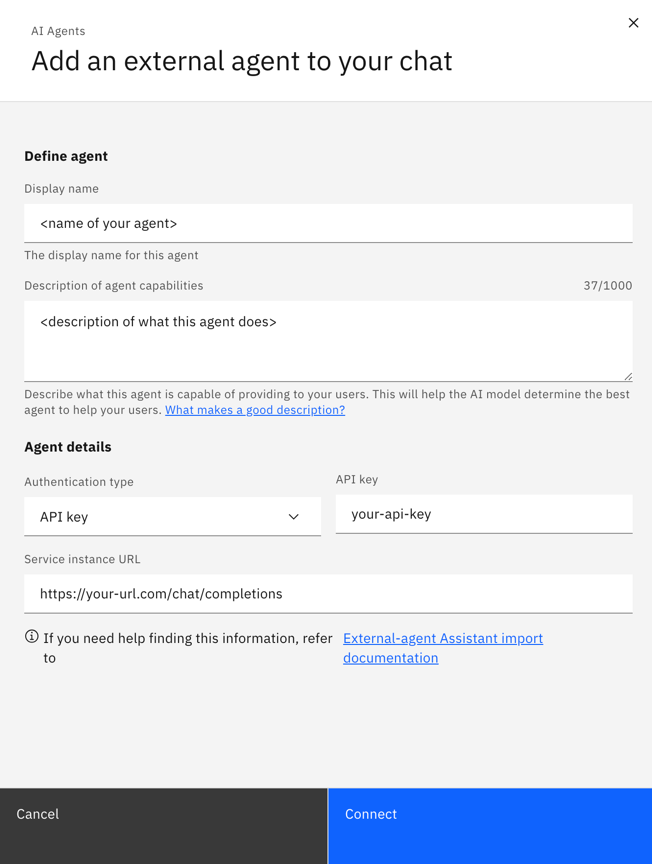 AI Agents
Add an external agent to your chat
Define agent
Display name
<name of your agent>
The display name for this agent
Description of agent capabilities 37/1000
<description of what this agent does>
Describe what this agent is capable of providing to your users. This will help the AI model determine the best
agent to help your users. What makes a good description?
Agent details
Authentication type
API key
API key
your-api-key
Service instance URL
https://your-url.com/chat/completions
If you need help finding this information, refer
to
External-agent Assistant import
documentation
Cancel
Connect